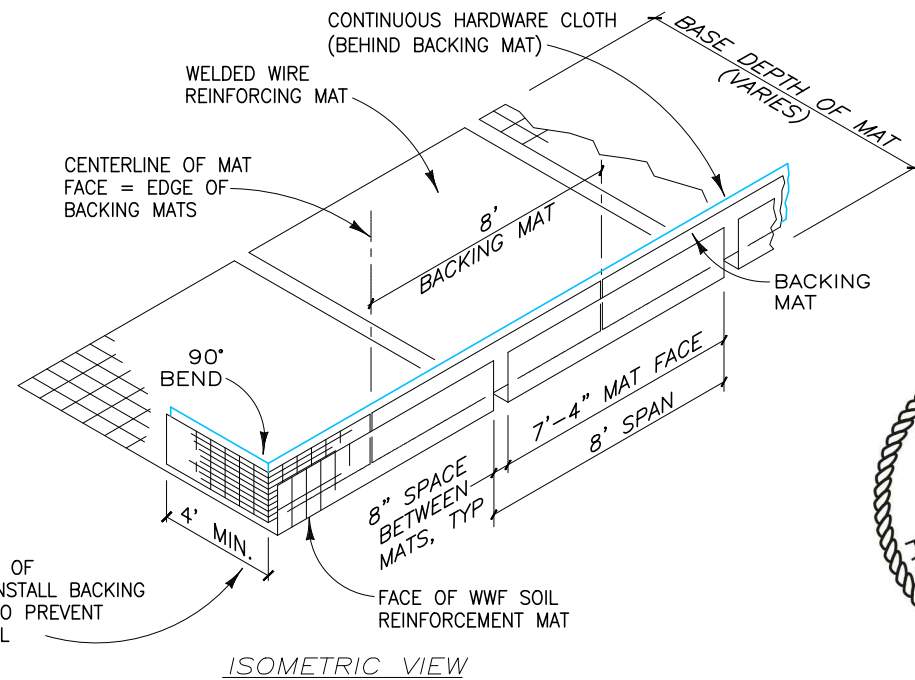 CONTINUOUS HARDWARE CLOTH
(BEHIND BACKING MAT)
BASE DEPTH OF MAT
(VARIES)
WELDED WIRE
REINFORCING MAT
CENTERLINE OF MAT
FACE = EDGE OF
BACKING MATS
8'
BACKING MAT
BACKING
MAT
90°
BEND
7'-4" MAT FACE
8' SPAN
8" SPACE
BETWEEN
MATS, TYP
4' MIN.
OF
NSTALL BACKING
O PREVENT
L
FACE OF WWF SOIL
REINFORCEMENT MAT
ISOMETRIC VIEW